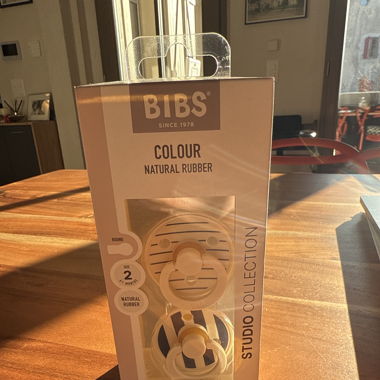 BIBS
SINCE 1978
COLOUR
NATURAL RUBBER
ROUND
2
NATURAL
RUBBER
STUDIO COLLECTION